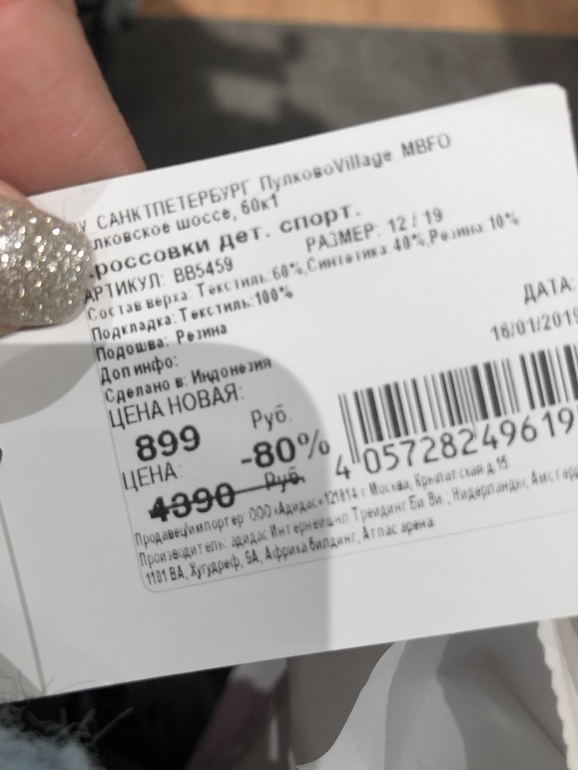 САНКТПЕТЕРБУРГ ПулковоVillage MBFO
лковское шоссе, 60к1
россовки дет. спорт.
АРТИКУЛ: BB5459 РАЗМЕР: 12 / 19
Состав верха: Текстиль:60%,Синтетика:40%,Резина:10%
Подкладка: Текстиль:100%
Подошва: Резина
Доп инфо:
Сделано в: Индонезия
ДАТА:
16/01/2019
ЦЕНА НОВАЯ:
899 Руб.
-80%
ЦЕНА:
4390 Руб.
4 057282 49619
Продавец/импортер: ООО «Адидас» 121814 г. Москва, Крылатская д.15
Производитель: адидас Интернейшнл Трейдинг Би Ви., Нидерланды, Амстерд
1101 BA, Хугудреф, 9А, Африка Билдинг, Атлас арена